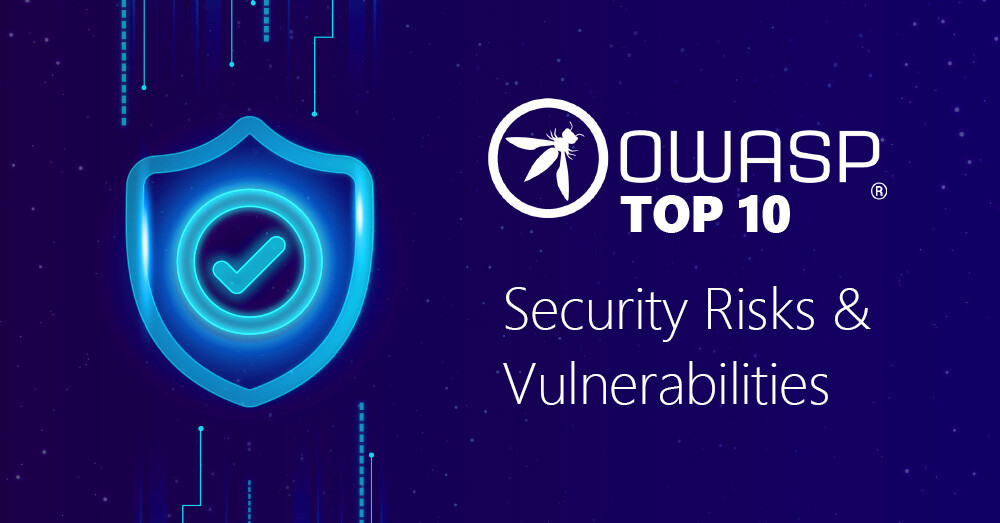 OWASP®
TOP 10
Security Risks &
Vulnerabilities